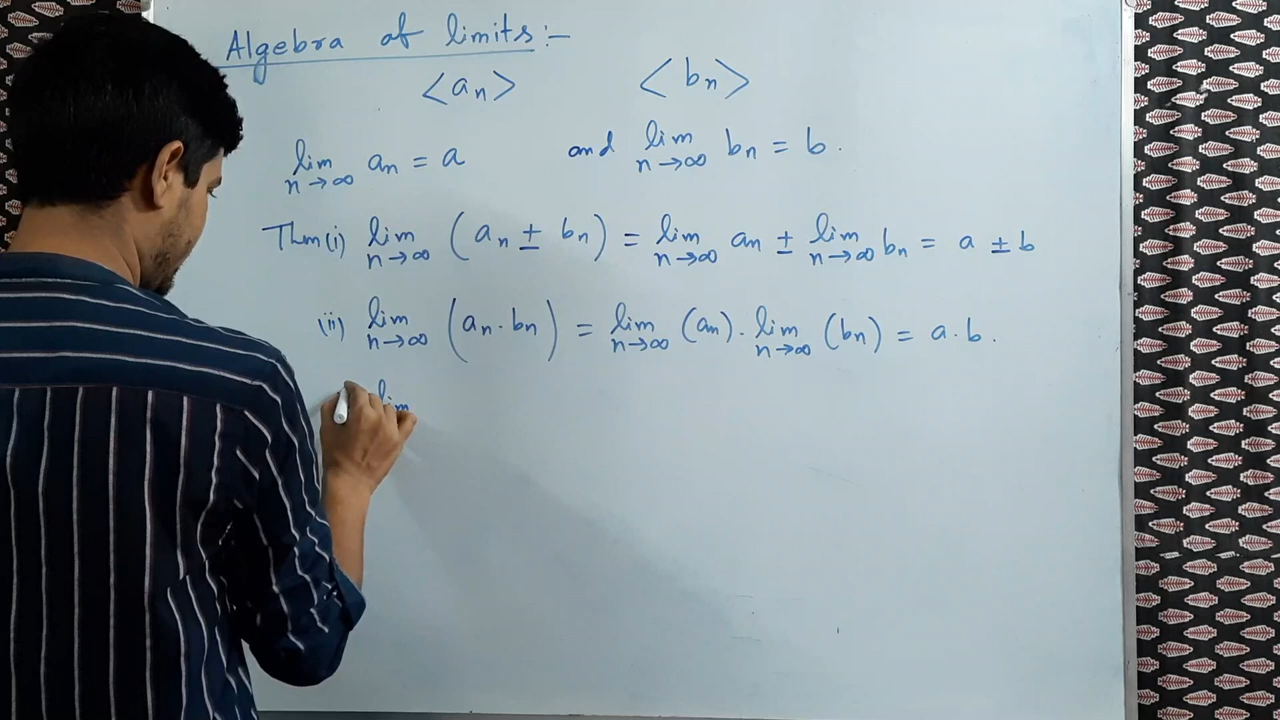 Algebra of limits :-
<an> <bn>
lim n→∞ an = a and lim n→∞ bn = b.
Then (i) lim n→∞ (an ± bn) = lim n→∞ an ± lim n→∞ bn = a ± b
(ii) lim n→∞ (an · bn) = lim n→∞ (an) · lim n→∞ (bn) = a · b.
lim